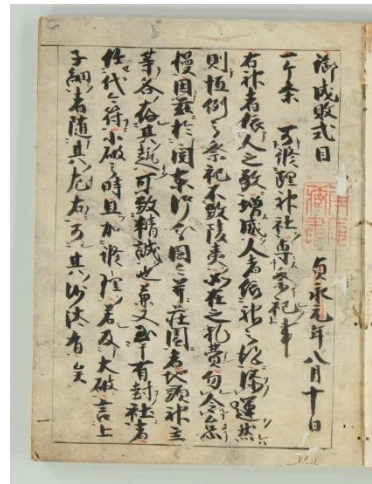 御成敗式目 貞永元年八月十日
一ケ条 可修理神社専祭祀事
右神者依人之敬増威人者依神之徳添運然
則恒例之祭祀不致陵夷如在之礼奠勿令怠
慢因茲於関東御分国々并荘園者地頭神主
等各存其趣可致精誠也兼又至于有封社者
任代々符小破之時且加修理若及大破言上
子細者随其左右可其沙汰有矣